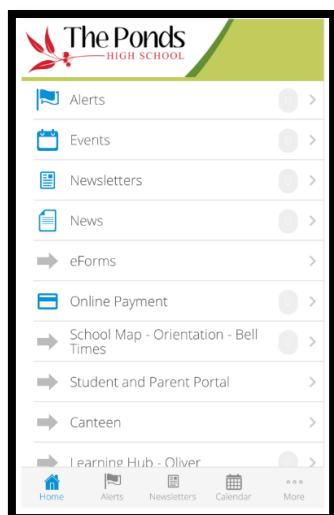 The Ponds
HIGH SCHOOL
Alerts
Events
Newsletters
News
eForms
Online Payment
School Map - Orientation - Bell
Times
Student and Parent Portal
Canteen
Learning Hub - Oliver
Home Alerts Newsletters Calendar More